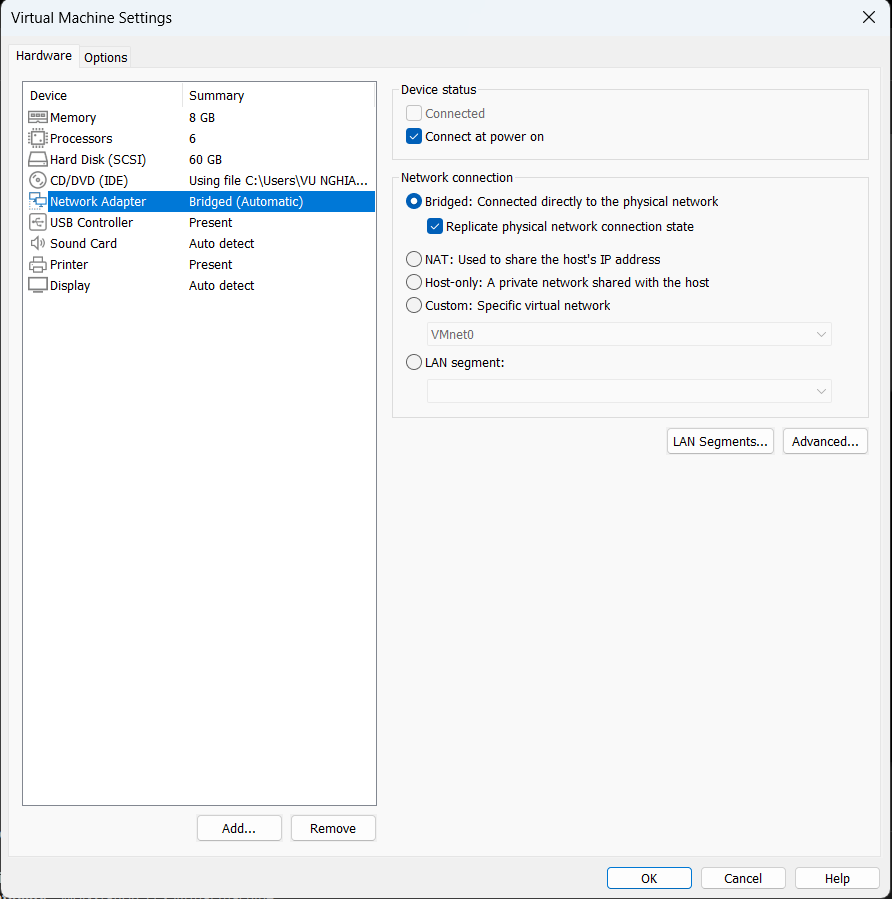 Virtual Machine Settings
Hardware Options
Device Summary
Memory 8 GB
Processors 6
Hard Disk (SCSI) 60 GB
CD/DVD (IDE) Using file C:\Users\VU NGHIA...
Network Adapter Bridged (Automatic)
USB Controller Present
Sound Card Auto detect
Printer Present
Display Auto detect
Add... Remove
Device status
Connected
Connect at power on
Network connection
Bridged: Connected directly to the physical network
Replicate physical network connection state
NAT: Used to share the host's IP address
Host-only: A private network shared with the host
Custom: Specific virtual network
VMnet0
LAN segment:
LAN Segments... Advanced...
OK Cancel Help